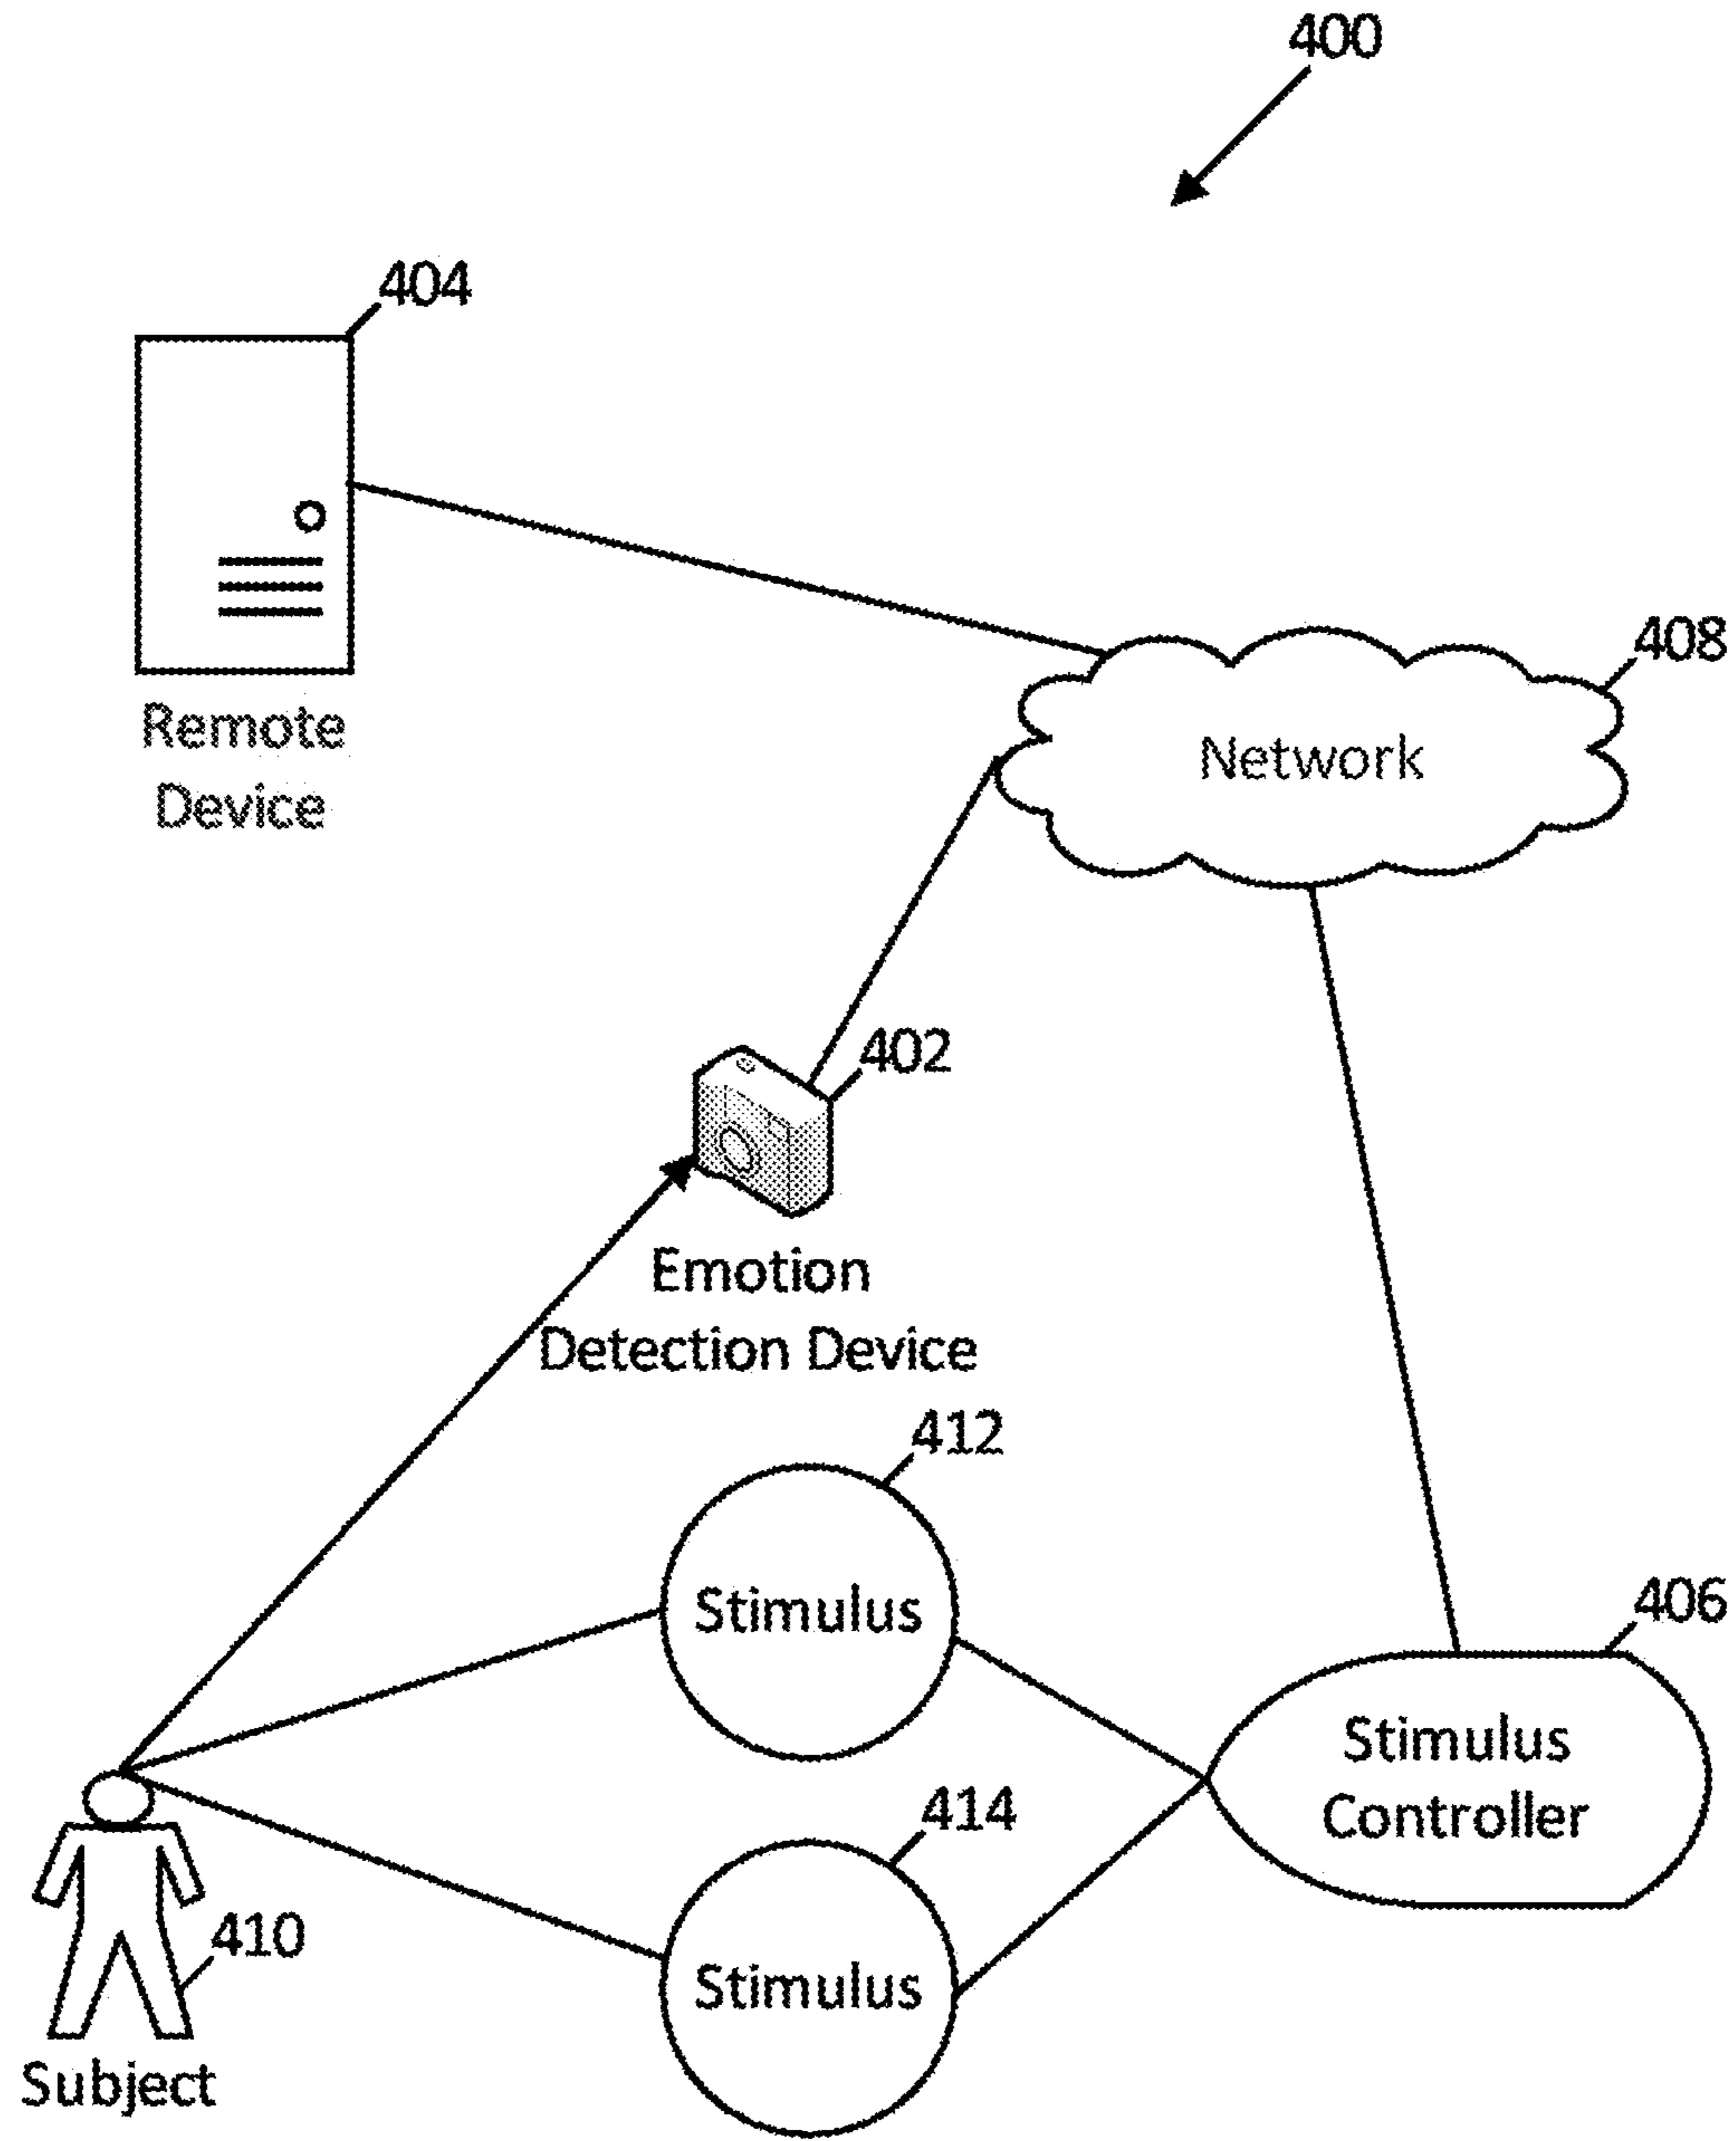 400
404
Remote
Device
408
Network
402
Emotion
Detection Device
412
Stimulus
406
Stimulus
Controller
414
Stimulus
410
Subject